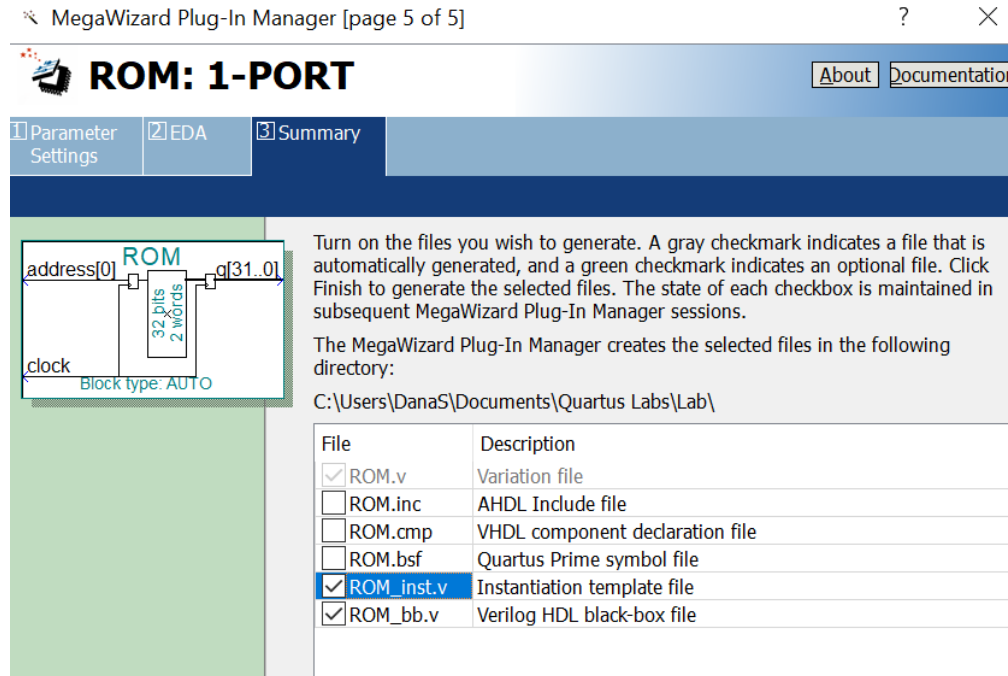 MegaWizard Plug-In Manager [page 5 of 5]
?
ROM: 1-PORT
About
Documentation
1 Parameter Settings
2 EDA
3 Summary
ROM
address[0]
q[31..0]
32 bits
2 words
clock
Block type: AUTO
Turn on the files you wish to generate. A gray checkmark indicates a file that is
automatically generated, and a green checkmark indicates an optional file. Click
Finish to generate the selected files. The state of each checkbox is maintained in
subsequent MegaWizard Plug-In Manager sessions.
The MegaWizard Plug-In Manager creates the selected files in the following
directory:
C:\Users\DanaS\Documents\Quartus Labs\Lab\
File Description
ROM.v Variation file
ROM.inc AHDL Include file
ROM.cmp VHDL component declaration file
ROM.bsf Quartus Prime symbol file
ROM_inst.v Instantiation template file
ROM_bb.v Verilog HDL black-box file